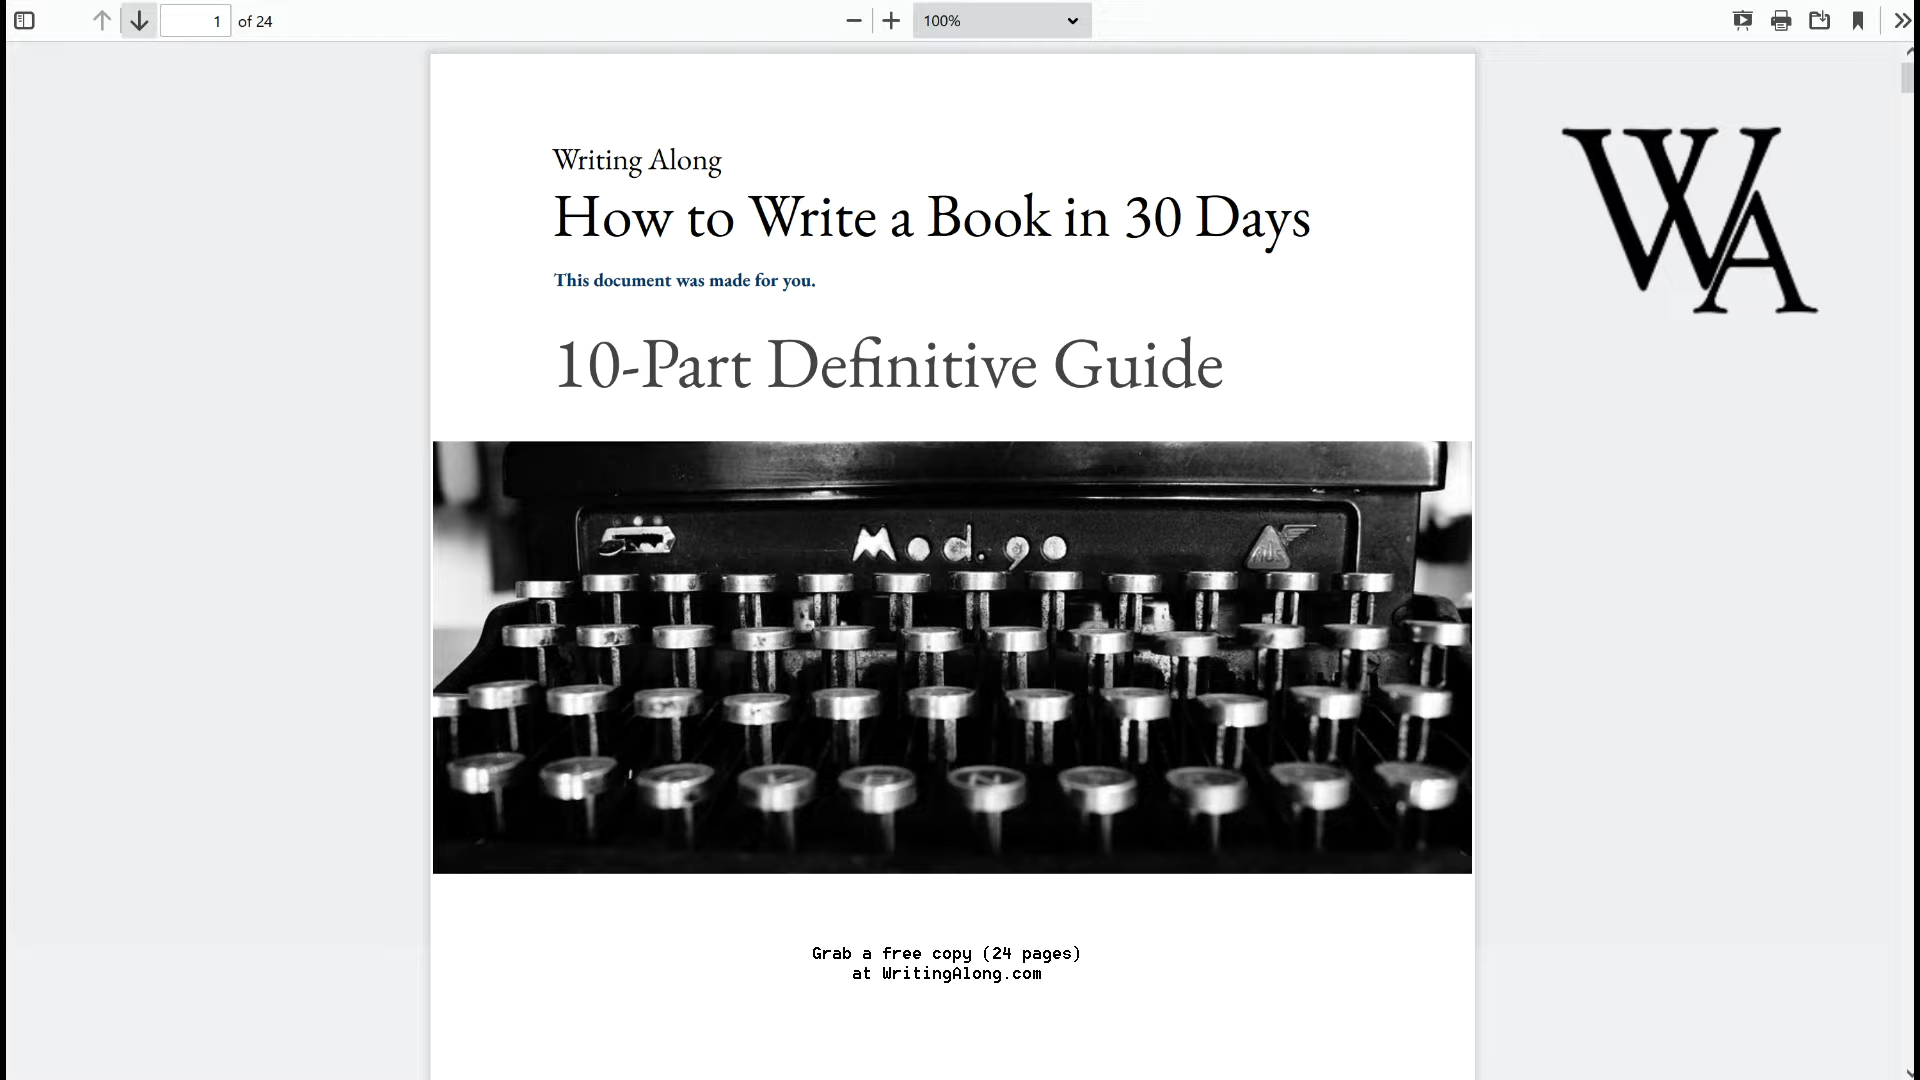 1
of 24
100%
WA
Writing Along
How to Write a Book in 30 Days
This document was made for you.
10-Part Definitive Guide
Mod.90
Grab a free copy (24 pages)
at WritingAlong.com